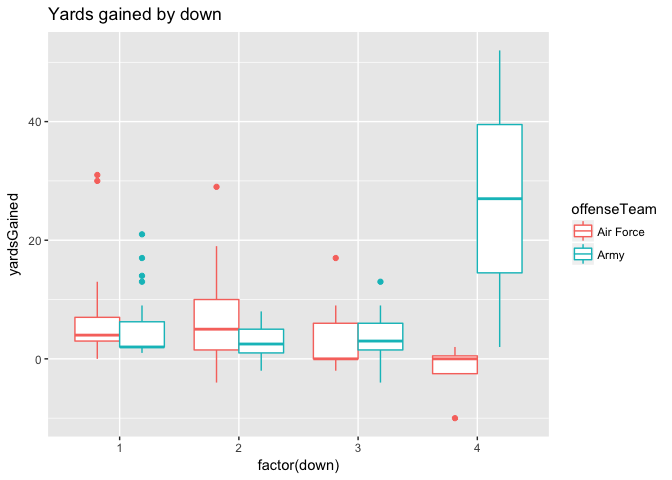 Yards gained by down
40
20
0
yardsGained
1 2 3 4
factor(down)
offenseTeam
Air Force
Army